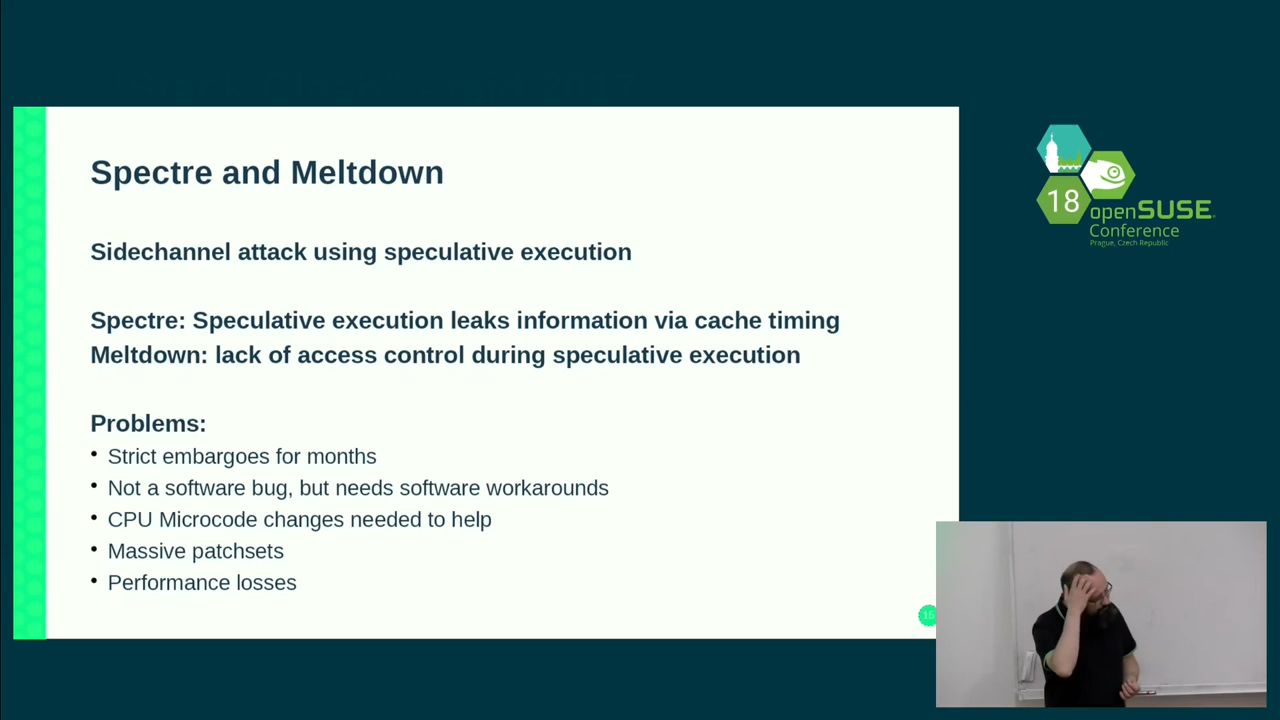 Spectre and Meltdown
Sidechannel attack using speculative execution
Spectre: Speculative execution leaks information via cache timing
Meltdown: lack of access control during speculative execution
Problems:
• Strict embargoes for months
• Not a software bug, but needs software workarounds
• CPU Microcode changes needed to help
• Massive patchsets
• Performance losses
15
18
openSUSE
Conference
Prague, Czech Republic